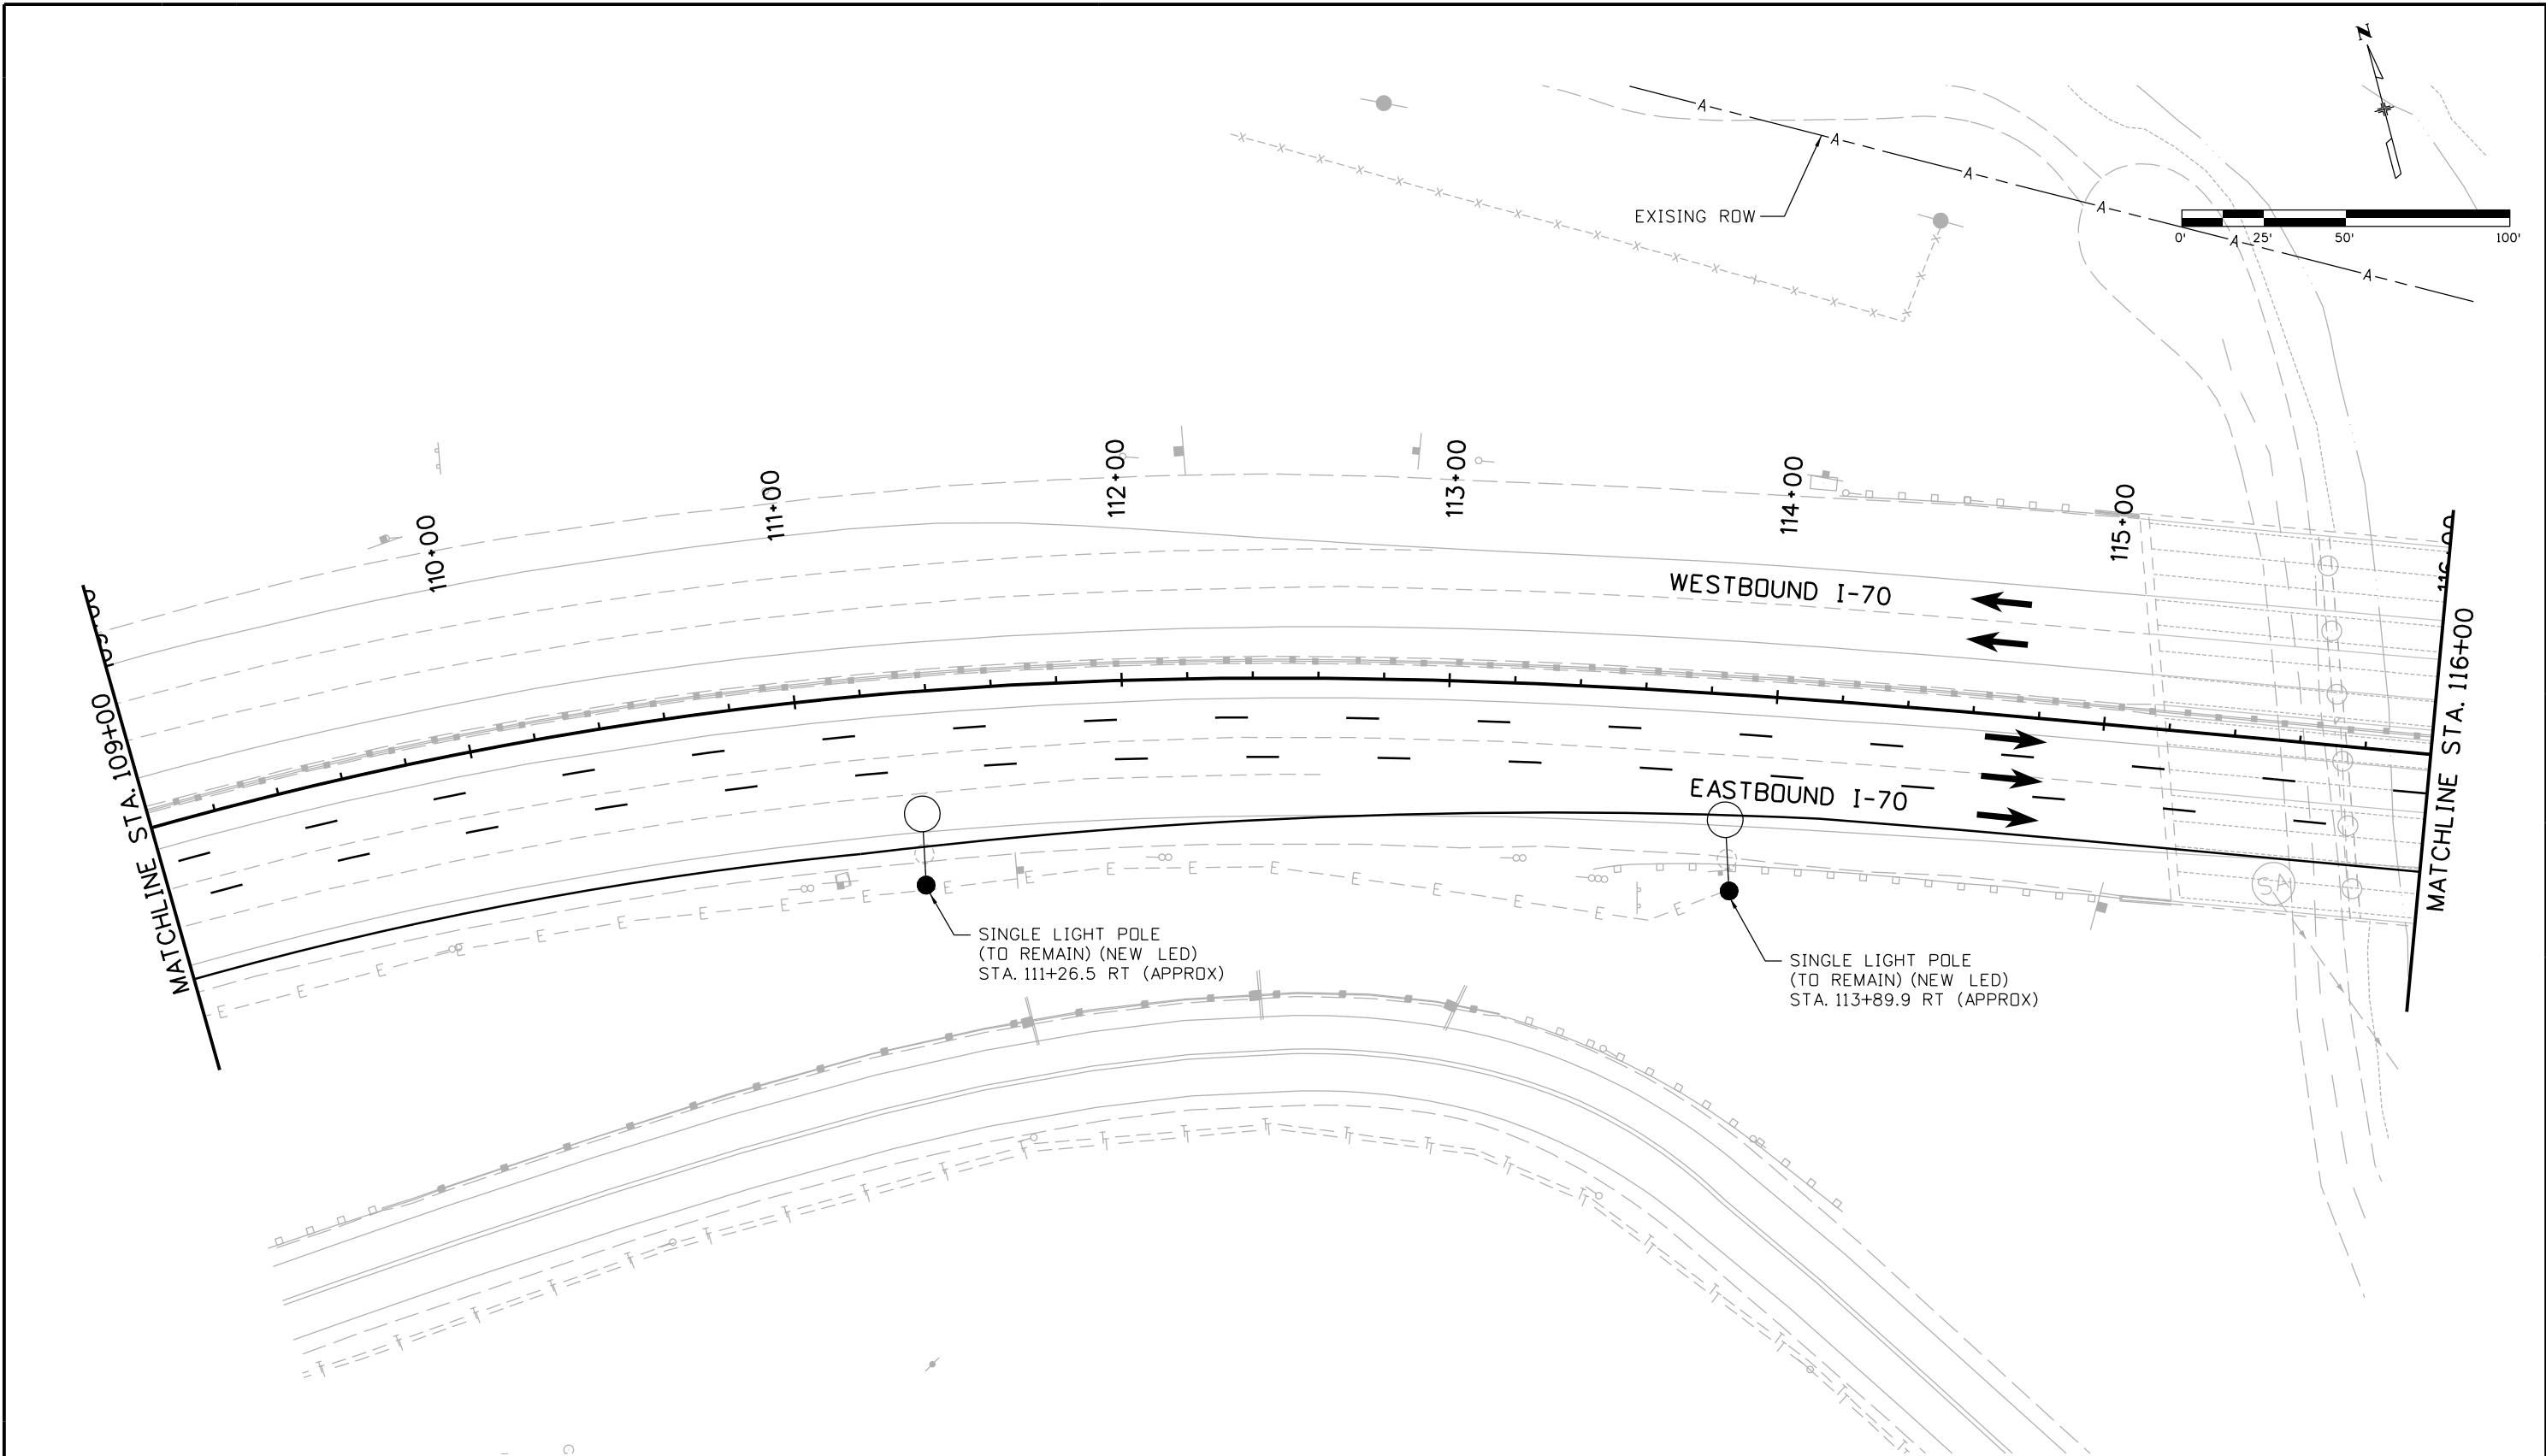 N
EXISING ROW
0' 25' 50' 100'
110+00
111+00
112+00
113+00
114+00
115+00
WESTBOUND I-70
EASTBOUND I-70
MATCHLINE STA. 109+00
MATCHLINE STA. 116+00
SINGLE LIGHT POLE
(TO REMAIN) (NEW LED)
STA. 111+26.5 RT (APPROX)
SINGLE LIGHT POLE
(TO REMAIN) (NEW LED)
STA. 113+89.9 RT (APPROX)
SA